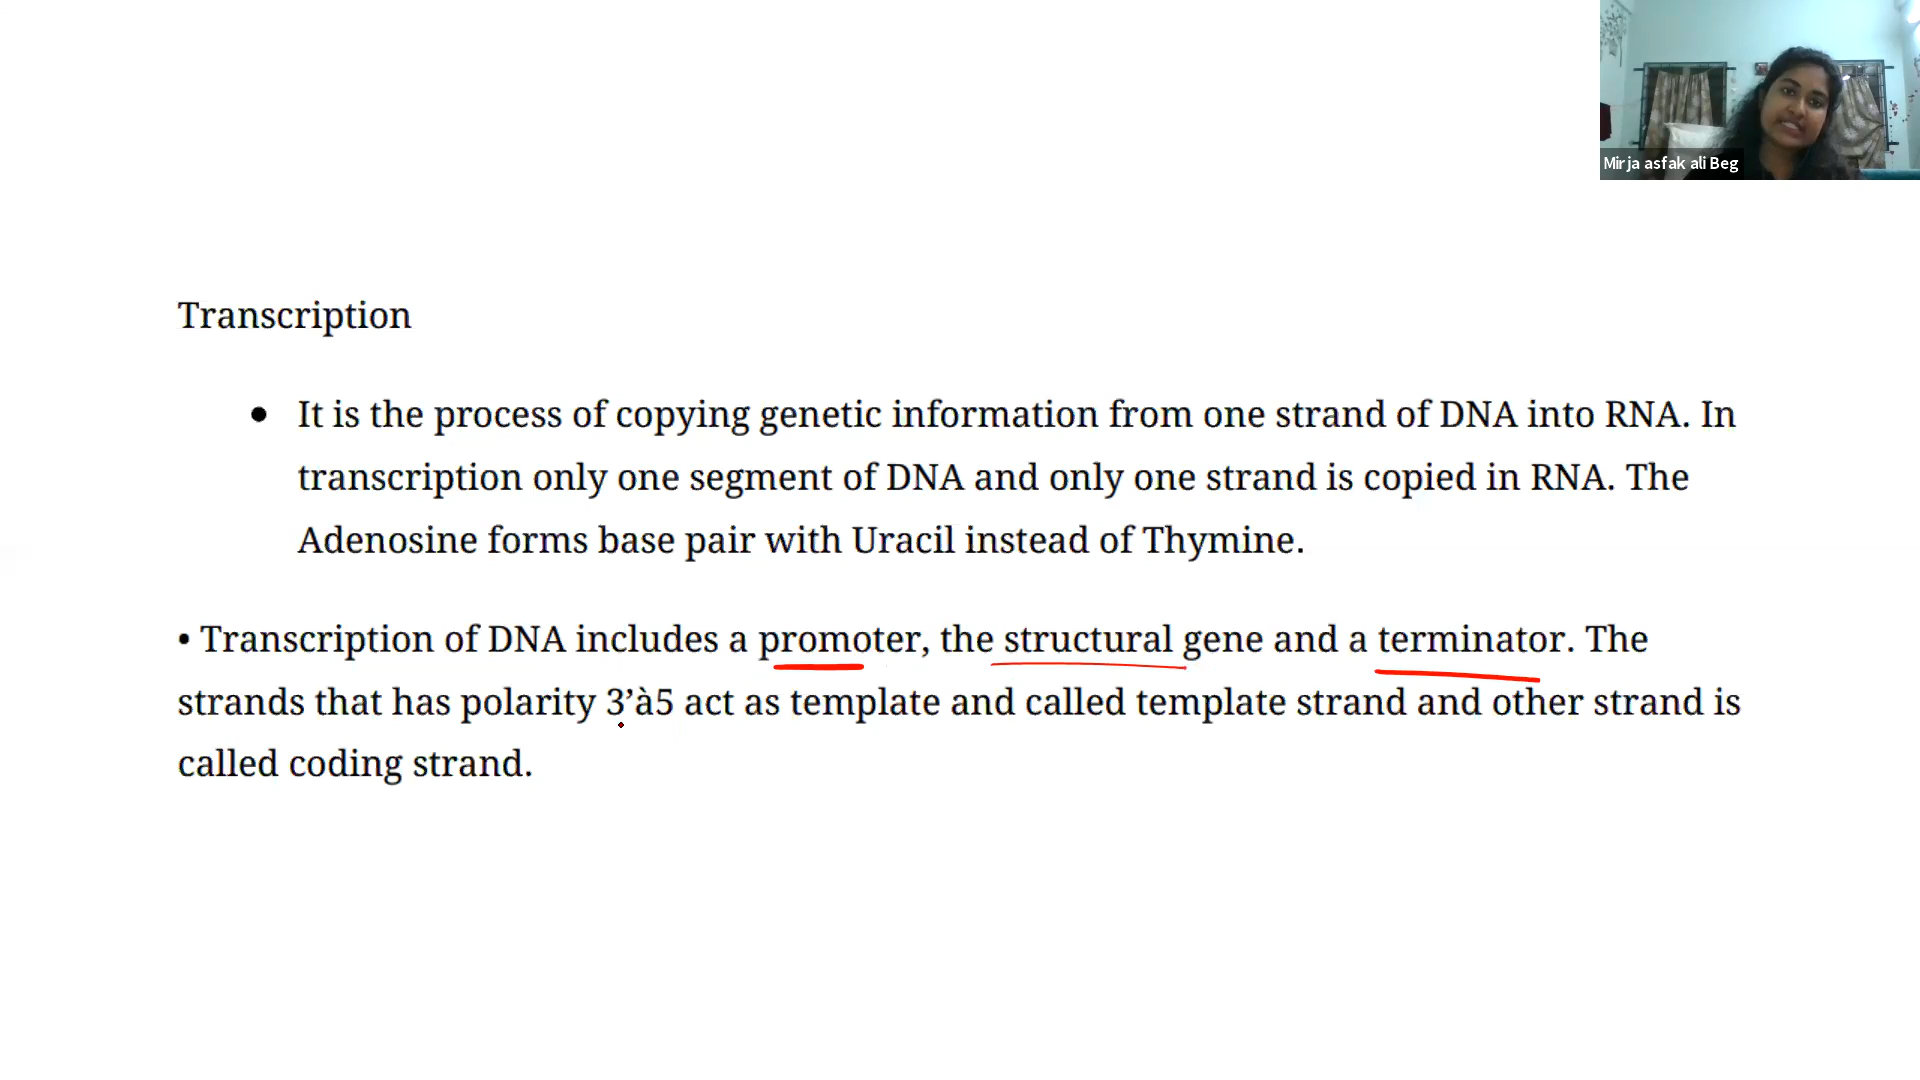 Mirja asfak ali Beg
Transcription
● It is the process of copying genetic information from one strand of DNA into RNA. In
transcription only one segment of DNA and only one strand is copied in RNA. The
Adenosine forms base pair with Uracil instead of Thymine.
• Transcription of DNA includes a promoter, the structural gene and a terminator. The
strands that has polarity 3’à5 act as template and called template strand and other strand is
called coding strand.